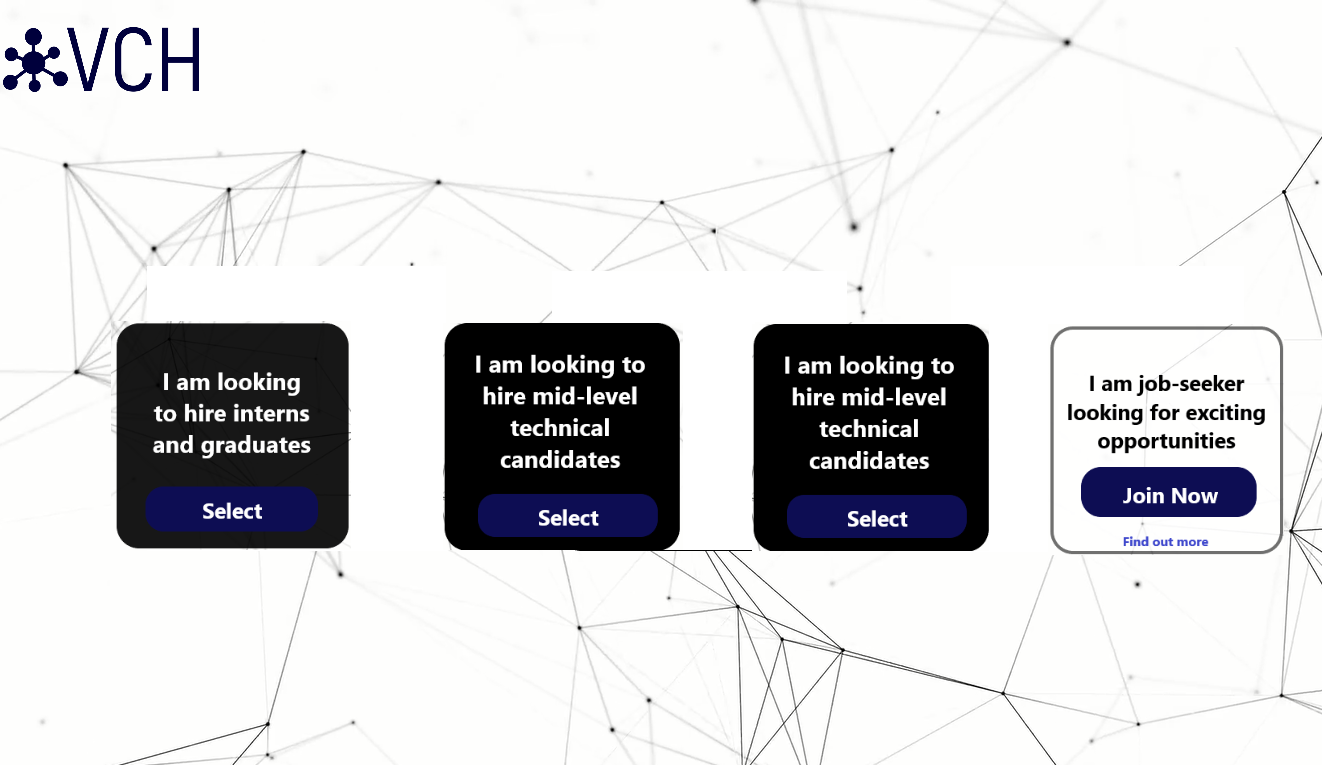 VCH
I am looking
to hire interns
and graduates
Select
I am looking to
hire mid-level
technical
candidates
Select
I am looking to
hire mid-level
technical
candidates
Select
I am job-seeker
looking for exciting
opportunities
Join Now
Find out more